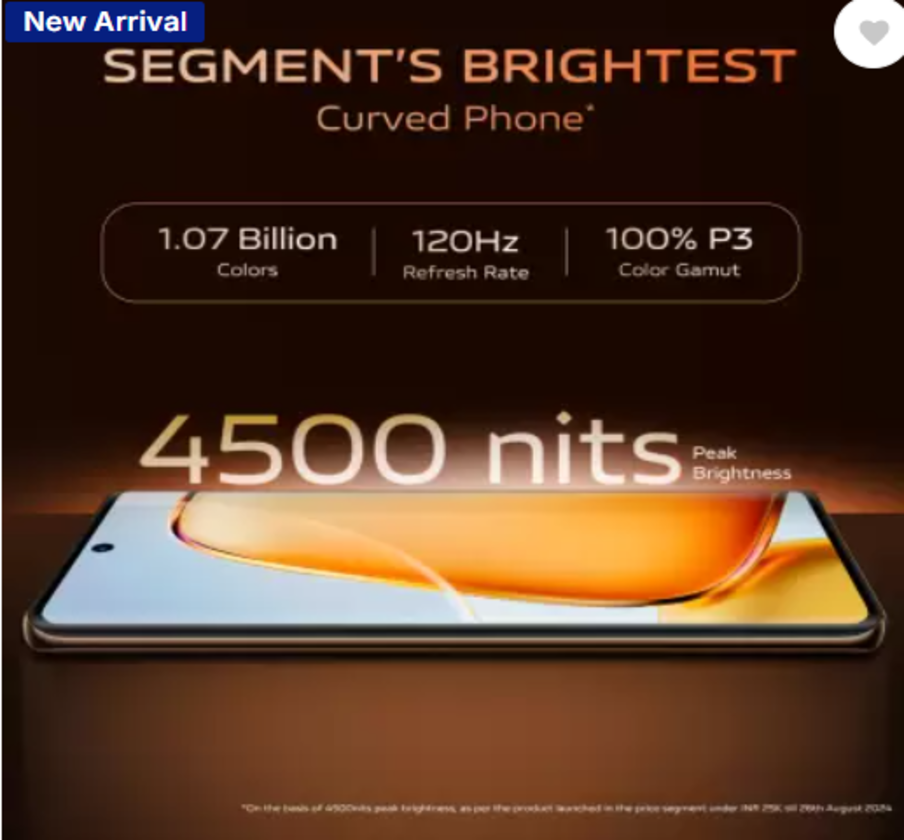 New Arrival
SEGMENT'S BRIGHTEST
Curved Phone*
1.07 Billion
Colors
120Hz
Refresh Rate
100% P3
Color Gamut
4500 nits
Peak
Brightness
*On the basis of 4500nits peak brightness, as per the product launched in the price segment under INR 25K till 26th August 2024